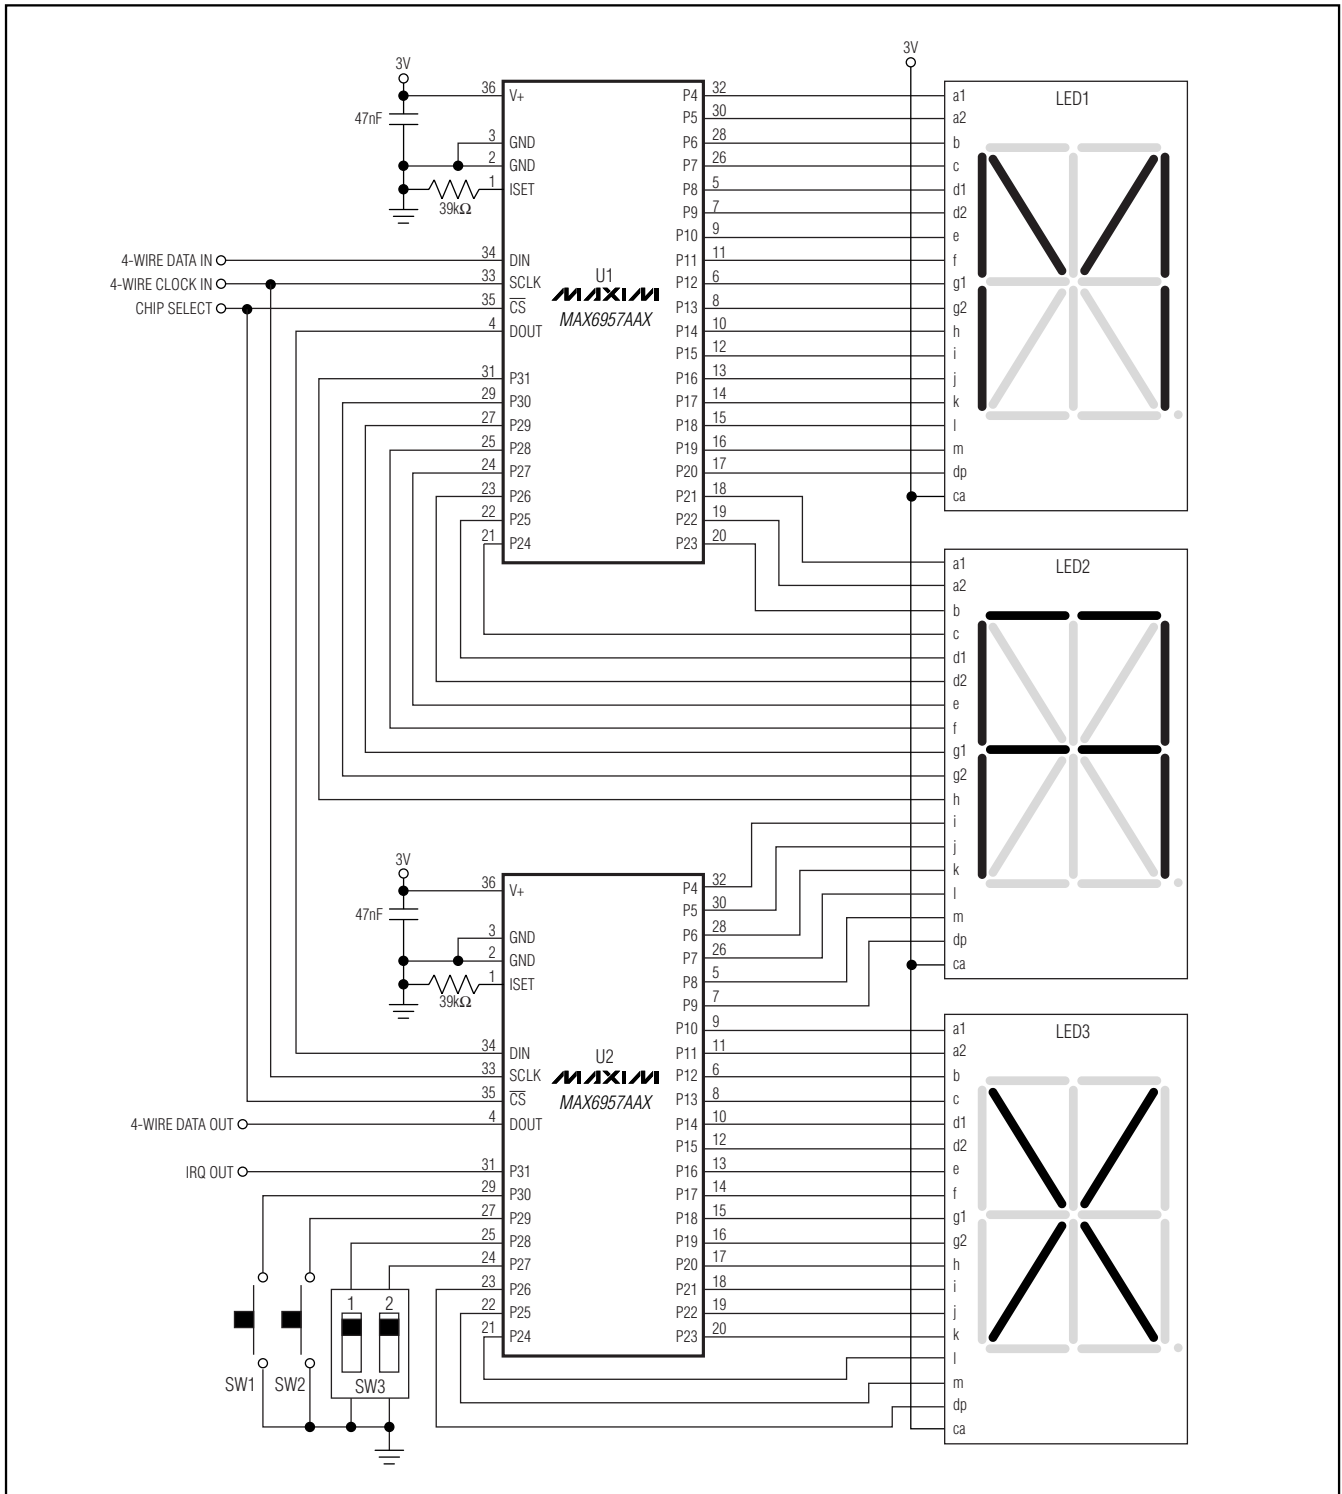 3V
47nF
36 V+
3 GND
2 GND
1 ISET
39kΩ
4-WIRE DATA IN 34 DIN
4-WIRE CLOCK IN 33 SCLK
CHIP SELECT 35 CS
4 DOUT
31 P31
29 P30
27 P29
25 P28
24 P27
23 P26
22 P25
21 P24
U1
MAXIM
MAX6957AAX
P4 32
P5 30
P6 28
P7 26
P8 5
P9 7
P10 9
P11 11
P12 6
P13 8
P14 10
P15 12
P16 13
P17 14
P18 15
P19 16
P20 17
P21 18
P22 19
P23 20
3V
LED1
a1
a2
b
c
d1
d2
e
f
g1
g2
h
i
j
k
l
m
dp
ca
LED2
a1
a2
b
c
d1
d2
e
f
g1
g2
h
i
j
k
l
m
dp
ca
3V
47nF
36 V+
3 GND
2 GND
1 ISET
39kΩ
34 DIN
33 SCLK
35 CS
4-WIRE DATA OUT 4 DOUT
IRQ OUT 31 P31
29 P30
27 P29
25 P28
24 P27
23 P26
22 P25
21 P24
U2
MAXIM
MAX6957AAX
P4 32
P5 30
P6 28
P7 26
P8 5
P9 7
P10 9
P11 11
P12 6
P13 8
P14 10
P15 12
P16 13
P17 14
P18 15
P19 16
P20 17
P21 18
P22 19
P23 20
LED3
a1
a2
b
c
d1
d2
e
f
g1
g2
h
i
j
k
l
m
dp
ca
1 2
SW1 SW2 SW3